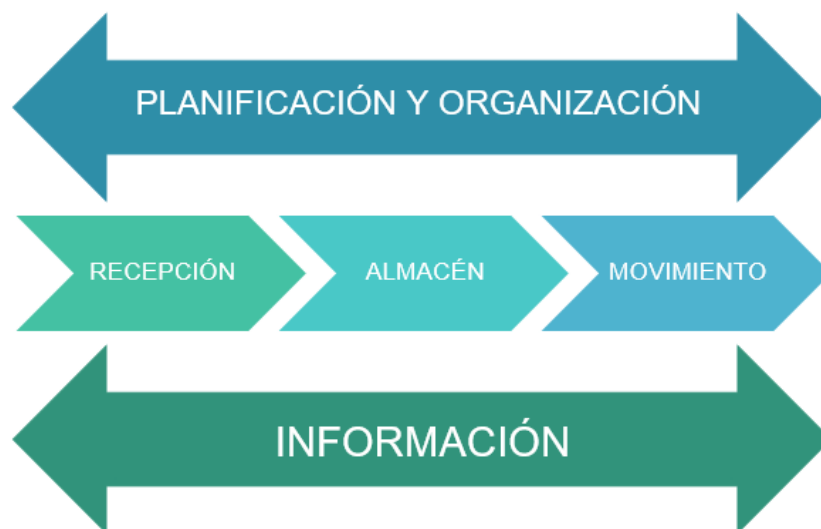 PLANIFICACIÓN Y ORGANIZACIÓN
RECEPCIÓN
ALMACÉN
MOVIMIENTO
INFORMACIÓN